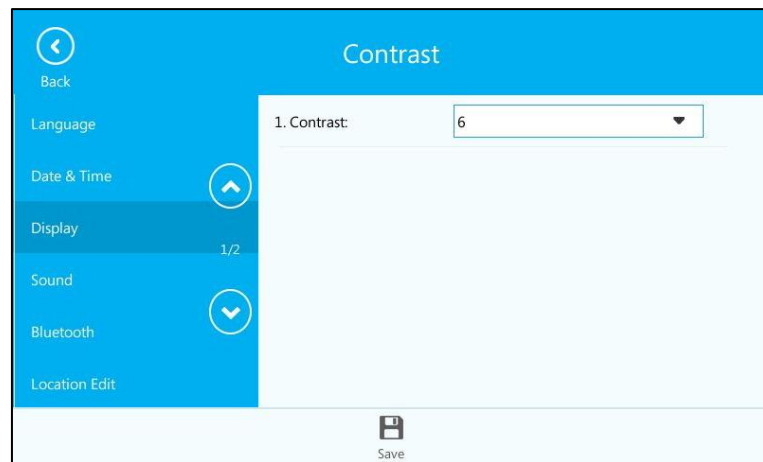 Contrast
Back
Language
Date & Time
Display
1/2
Sound
Bluetooth
Location Edit
1. Contrast:
6
Save